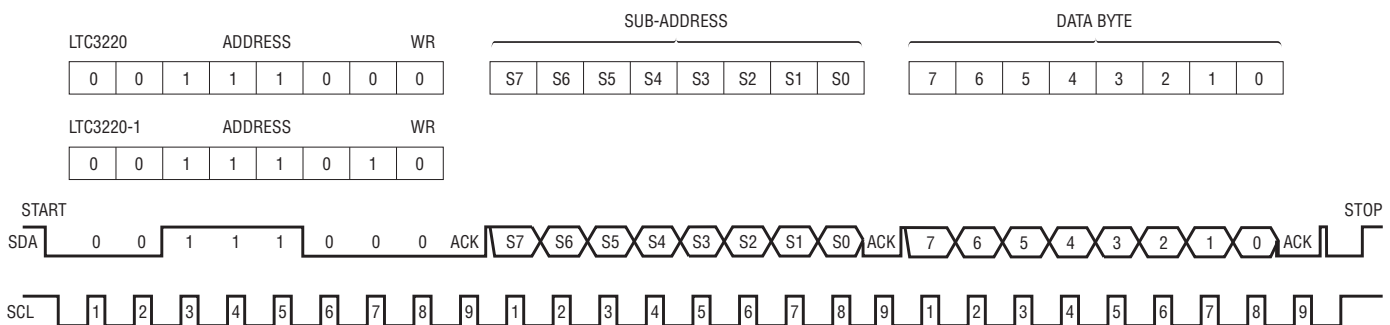 SUB-ADDRESS DATA BYTE
LTC3220 ADDRESS WR
0 0 1 1 1 0 0 0 S7 S6 S5 S4 S3 S2 S1 S0 7 6 5 4 3 2 1 0
LTC3220-1 ADDRESS WR
0 0 1 1 1 0 1 0
START STOP
SDA 0 0 1 1 1 0 0 0 ACK S7 S6 S5 S4 S3 S2 S1 S0 ACK 7 6 5 4 3 2 1 0 ACK
SCL 1 2 3 4 5 6 7 8 9 1 2 3 4 5 6 7 8 9 1 2 3 4 5 6 7 8 9